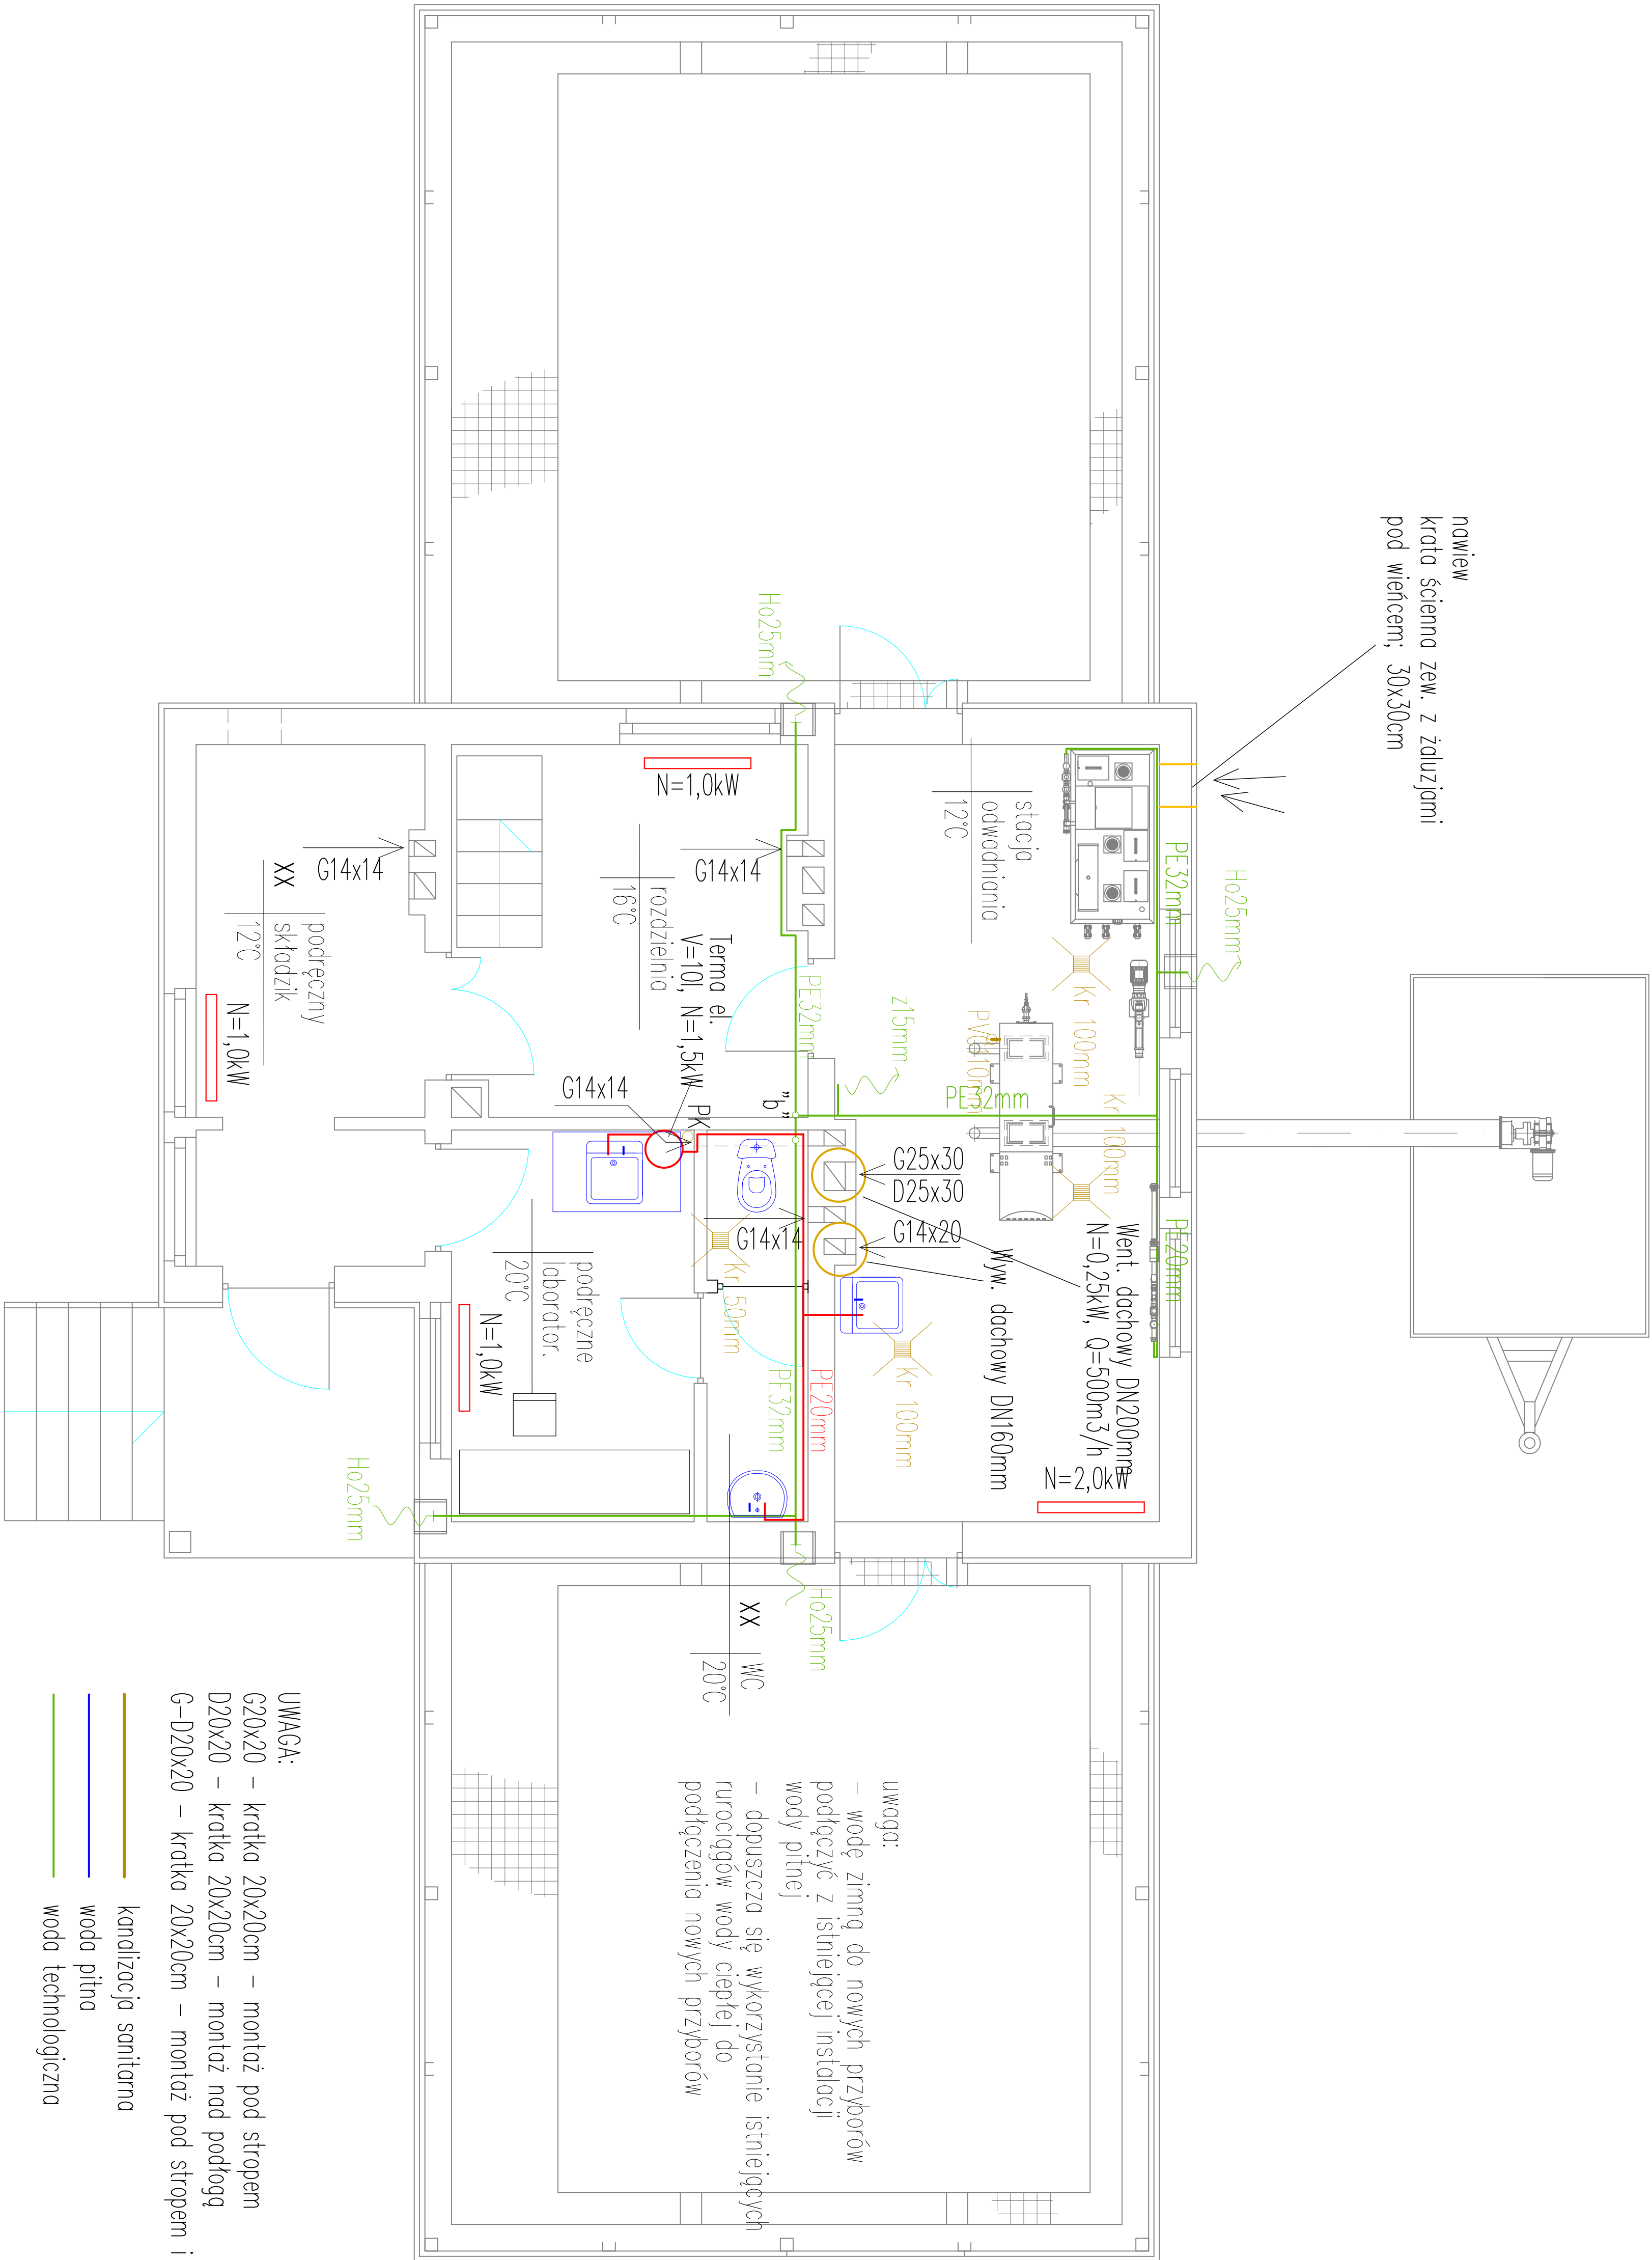 nawiew
krata ścienna zew. z żaluzjami
pod wieńcem; 30x30cm
Ho25mm
PE32mm
Ho25mm
stacja
odwadniania
12°C
Kr 100mm
Kr 100mm
PE20mm
PE32mm
z15mm
PE32mm
N=1,0kW
G14x14
rozdzielnia
16°C
Terma el.
V=10l, N=1,5kW
PK
"b"
G14x14
G14x14
XX
podręczny
składzik
12°C
N=1,0kW
G25x30
D25x30
G14x20
G14x14
Went. dachowy DN200mm
N=0,25kW, Q=500m3/h
Wyw. dachowy DN160mm
N=2,0kW
Kr 50mm
Kr 100mm
PE20mm
PE32mm
podręczne
laborator.
20°C
N=1,0kW
Ho25mm
Ho25mm
XX
WC
20°C
uwaga:
- wodę zimną do nowych przyborów
podłączyć z istniejącej instalacji
wody pitnej
- dopuszcza się wykorzystanie istniejących
rurociągów wody ciepłej do
podłączenia nowych przyborów
UWAGA:
G20x20 - kratka 20x20cm - montaż pod stropem
D20x20 - kratka 20x20cm - montaż nad podłogą
G-D20x20 - kratka 20x20cm - montaż pod stropem i
kanalizacja sanitarna
woda pitna
woda technologiczna